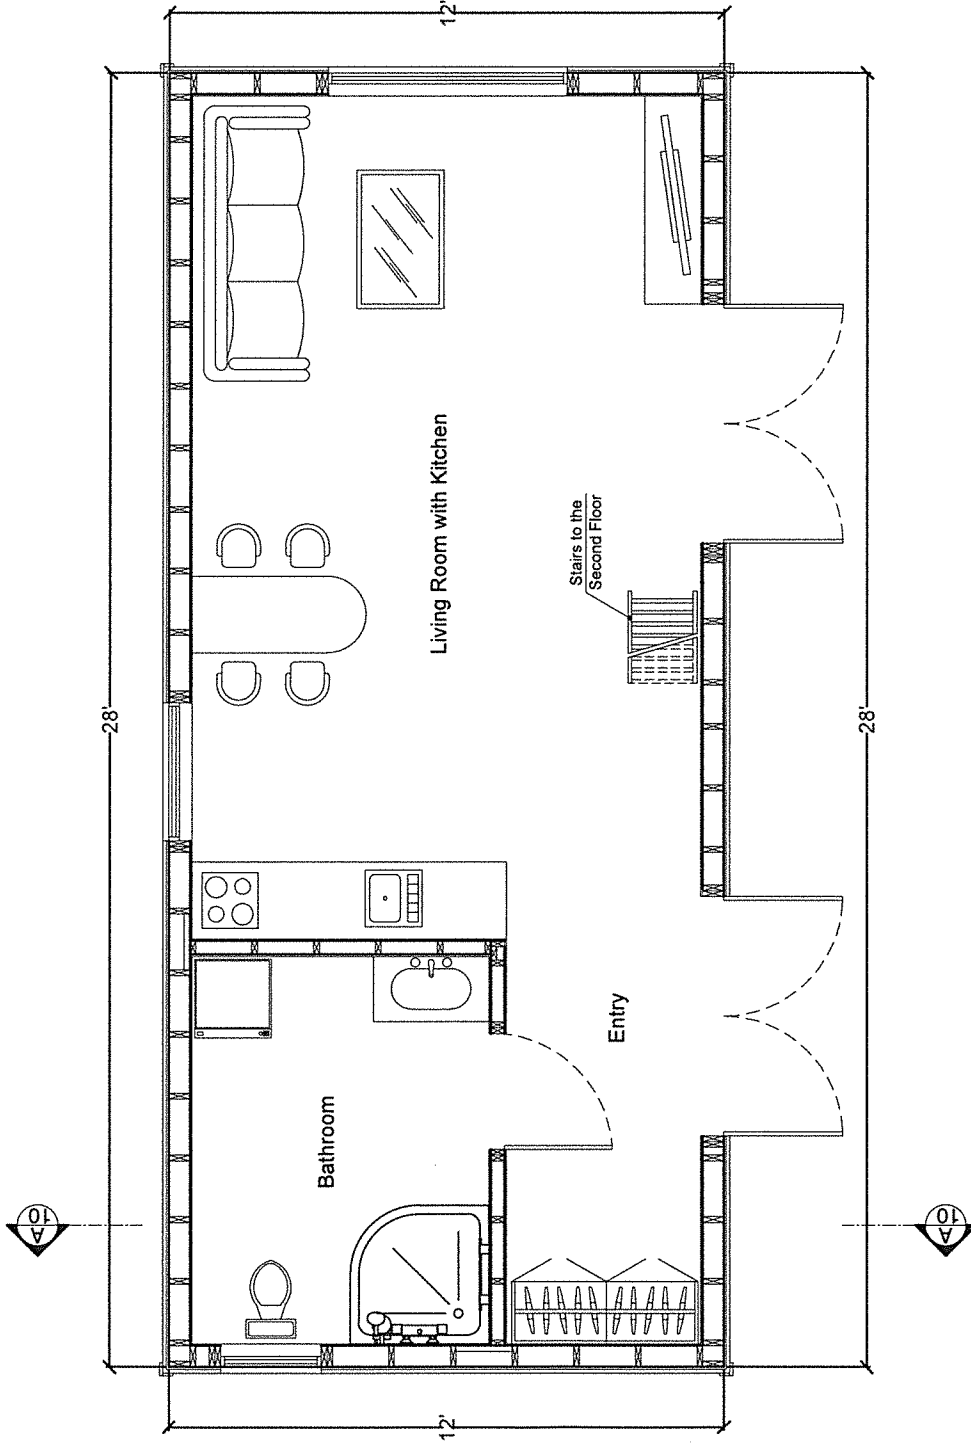 12'
28'
Living Room with Kitchen
Stairs to the
Second Floor
28'
Entry
Bathroom
A
10
A
10
12'